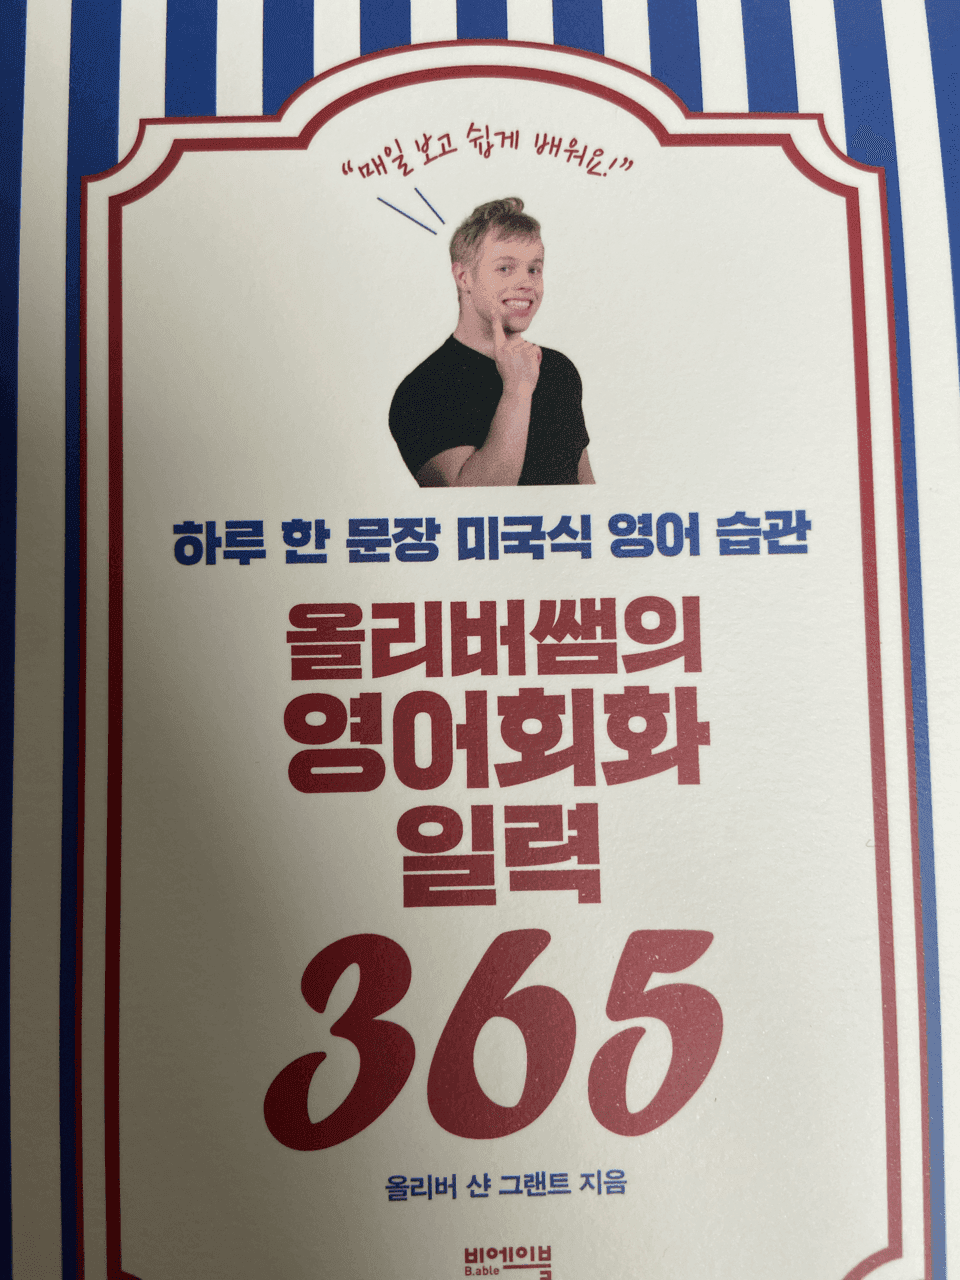 "매일 보고 쉽게 배워요!"
하루 한 문장 미국식 영어 습관
올리버쌤의
영어회화
일력
365
올리버 샨 그랜트 지음
비에이블
B.able